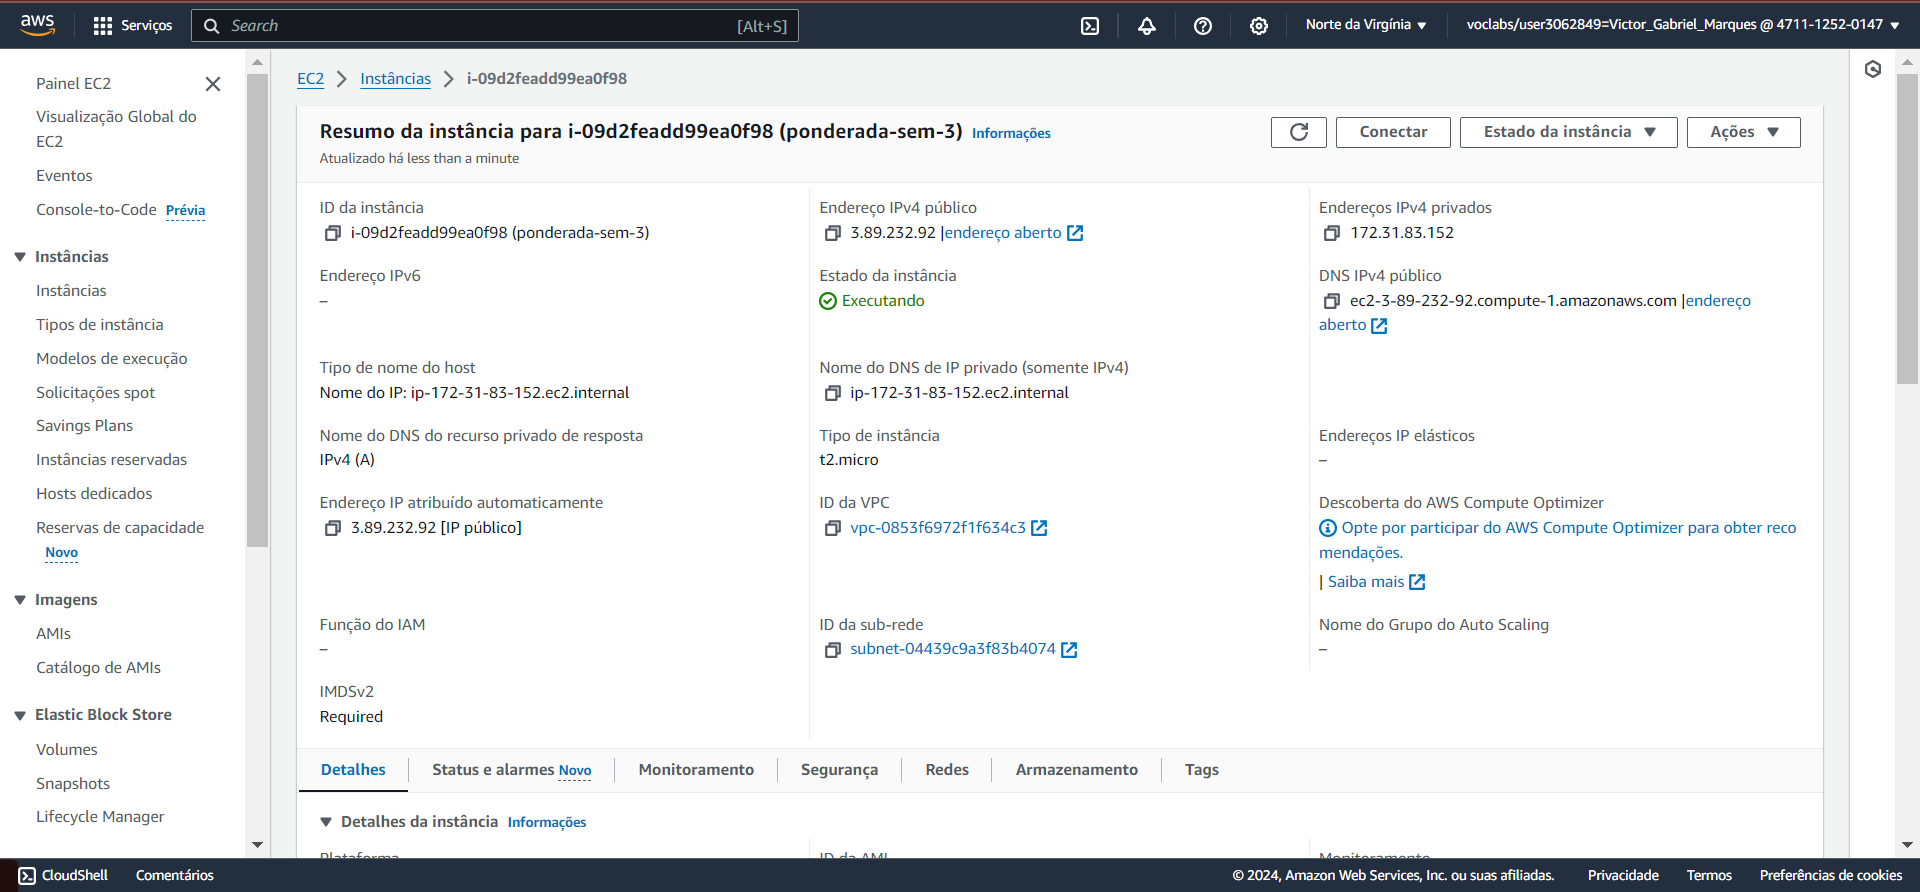 aws
Serviços
Search
[Alt+S]
Norte da Virgínia
voclabs/user3062849=Victor_Gabriel_Marques @ 4711-1252-0147
Painel EC2
Visualização Global do
EC2
Eventos
Console-to-Code Prévia
Instâncias
Instâncias
Tipos de instância
Modelos de execução
Solicitações spot
Savings Plans
Instâncias reservadas
Hosts dedicados
Reservas de capacidade
Novo
Imagens
AMIs
Catálogo de AMIs
Elastic Block Store
Volumes
Snapshots
Lifecycle Manager
EC2
Instâncias
i-09d2feadd99ea0f98
Resumo da instância para i-09d2feadd99ea0f98 (ponderada-sem-3) Informações
Atualizado há less than a minute
Conectar
Estado da instância
Ações
ID da instância
i-09d2feadd99ea0f98 (ponderada-sem-3)
Endereço IPv4 público
3.89.232.92 |endereço aberto
Endereços IPv4 privados
172.31.83.152
Endereço IPv6
–
Estado da instância
Executando
DNS IPv4 público
ec2-3-89-232-92.compute-1.amazonaws.com |endereço
aberto
Tipo de nome do host
Nome do IP: ip-172-31-83-152.ec2.internal
Nome do DNS de IP privado (somente IPv4)
ip-172-31-83-152.ec2.internal
Nome do DNS do recurso privado de resposta
IPv4 (A)
Tipo de instância
t2.micro
Endereços IP elásticos
–
Endereço IP atribuído automaticamente
3.89.232.92 [IP público]
ID da VPC
vpc-0853f6972f1f634c3
Descoberta do AWS Compute Optimizer
Opte por participar do AWS Compute Optimizer para obter reco
mendações.
| Saiba mais
Função do IAM
–
ID da sub-rede
subnet-04439c9a3f83b4074
Nome do Grupo do Auto Scaling
–
IMDSv2
Required
Detalhes
Status e alarmes Novo
Monitoramento
Segurança
Redes
Armazenamento
Tags
Detalhes da instância Informações
Plataforma
ID da AMI
Monitoramento
CloudShell
Comentários
© 2024, Amazon Web Services, Inc. ou suas afiliadas.
Privacidade
Termos
Preferências de cookies